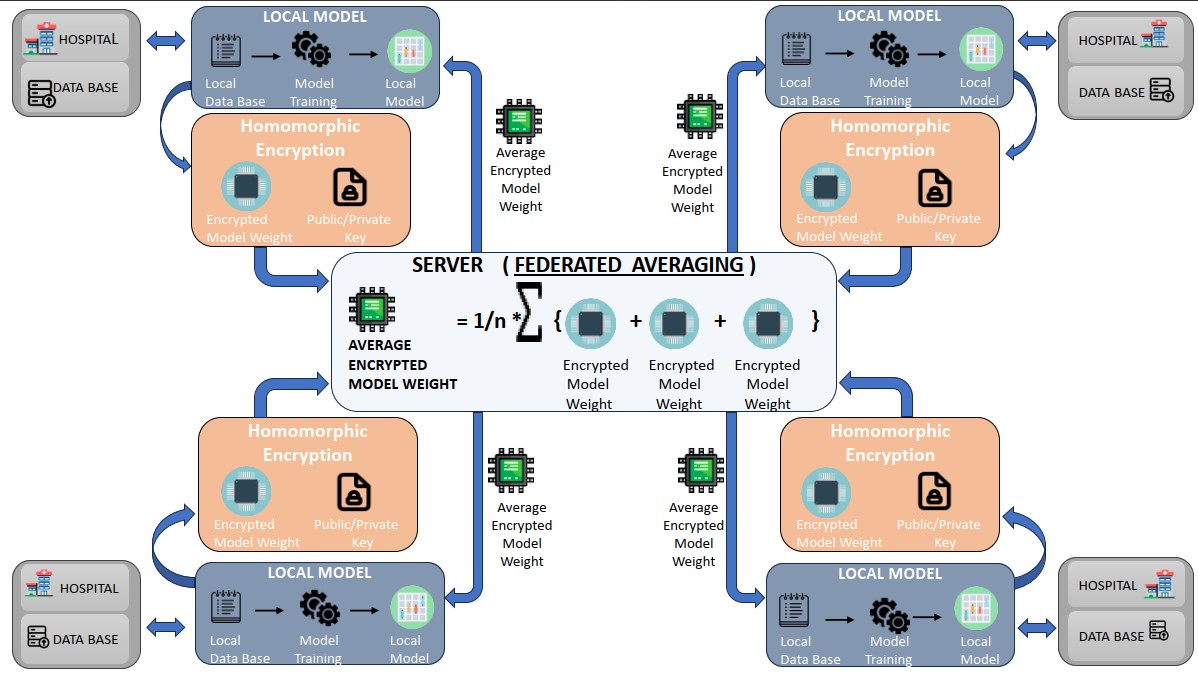 HOSPITAL
DATA BASE
LOCAL MODEL
Local
Data Base
Model
Training
Local
Model
Homomorphic
Encryption
Encrypted
Model Weight
Public/Private
Key
Average
Encrypted
Model
Weight
LOCAL MODEL
Local
Data Base
Model
Training
Local
Model
HOSPITAL
DATA BASE
Homomorphic
Encryption
Encrypted
Model Weight
Public/Private
Key
Average
Encrypted
Model
Weight
SERVER ( FEDERATED AVERAGING )
= 1/n * ∑ { + + }
AVERAGE
ENCRYPTED
MODEL WEIGHT
Encrypted
Model
Weight
Encrypted
Model
Weight
Encrypted
Model
Weight
Homomorphic
Encryption
Encrypted
Model Weight
Public/Private
Key
Average
Encrypted
Model
Weight
HOSPITAL
DATA BASE
LOCAL MODEL
Local
Data Base
Model
Training
Local
Model
Average
Encrypted
Model
Weight
Homomorphic
Encryption
Encrypted
Model Weight
Public/Private
Key
LOCAL MODEL
Local
Data Base
Model
Training
Local
Model
HOSPITAL
DATA BASE